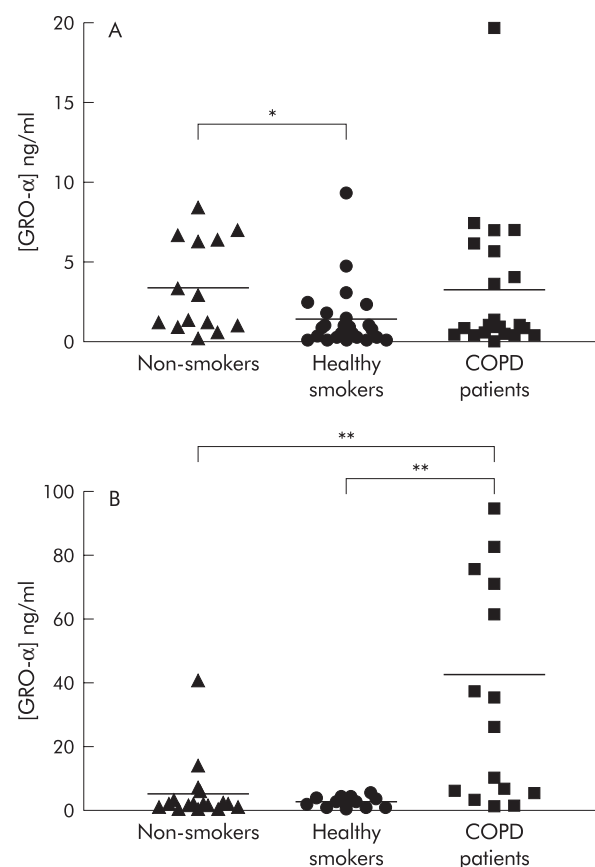 A
20
15
10
5
0
[GRO-α] ng/ml
*
Non-smokers
Healthy
smokers
COPD
patients
**
**
B
100
80
60
40
20
0
[GRO-α] ng/ml
Non-smokers
Healthy
smokers
COPD
patients